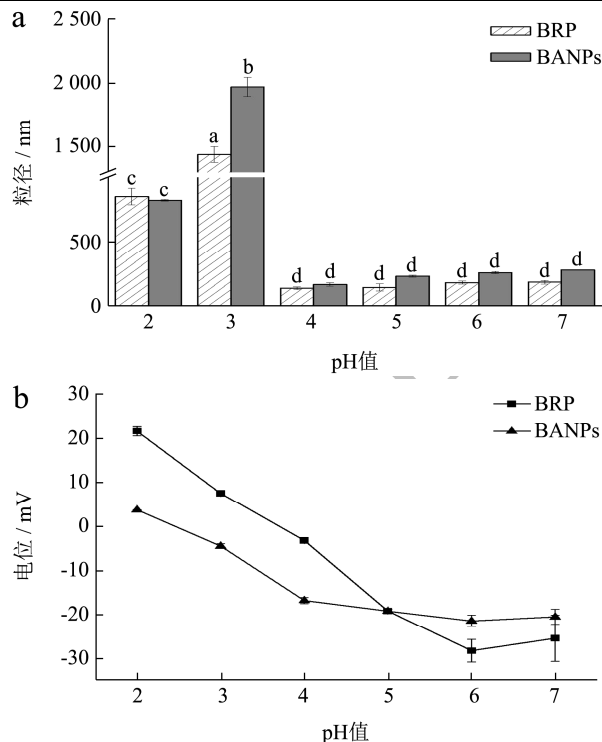 a
BRP
BANPs
2 500
2 000
1 500
500
0
粒径 / nm
c c a b d d d d d d d d
2 3 4 5 6 7
pH值
b
BRP
BANPs
30
20
10
0
-10
-20
-30
电位 / mV
2 3 4 5 6 7
pH值